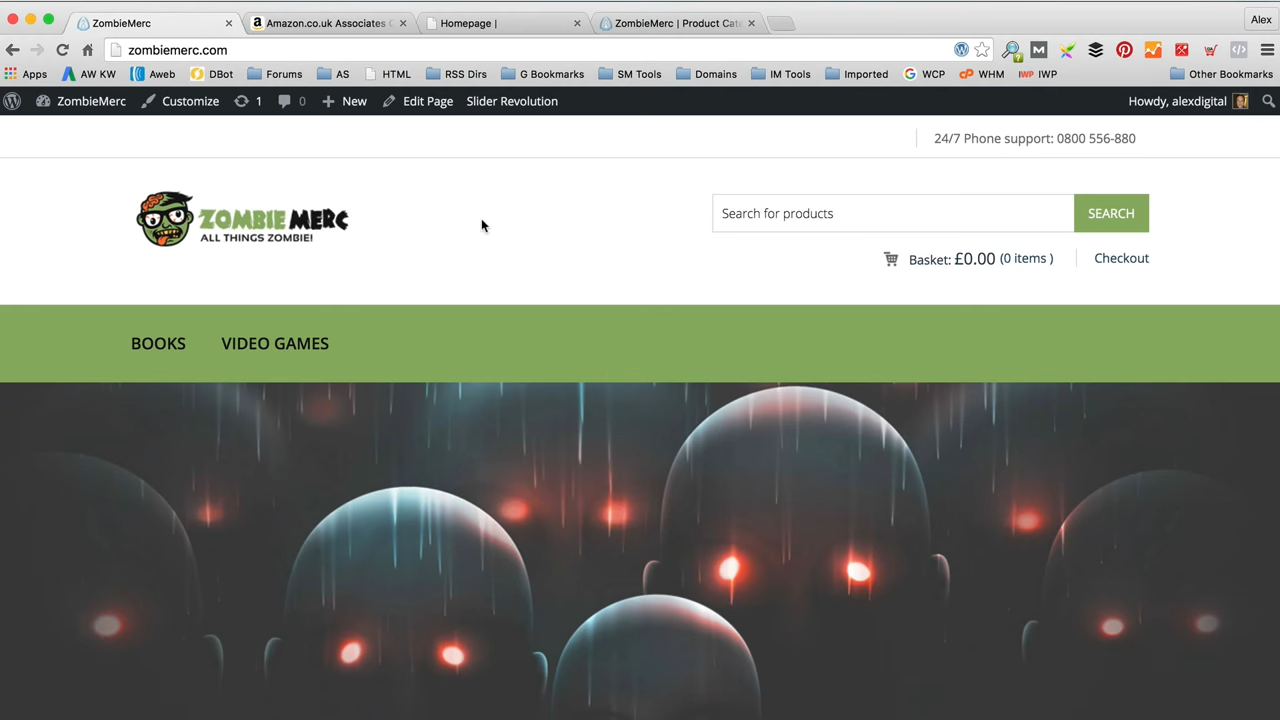 ZombieMerc
Amazon.co.uk Associates C
Homepage |
ZombieMerc | Product Cate
Alex
zombiemerc.com
Apps
AW KW
Aweb
DBot
Forums
AS
HTML
RSS Dirs
G Bookmarks
SM Tools
Domains
IM Tools
Imported
WCP
WHM
IWP
Other Bookmarks
ZombieMerc
Customize
1
0
New
Edit Page
Slider Revolution
Howdy, alexdigital
24/7 Phone support: 0800 556-880
ZOMBIE MERC
ALL THINGS ZOMBIE!
Search for products
SEARCH
Basket: £0.00 (0 items )
Checkout
BOOKS
VIDEO GAMES